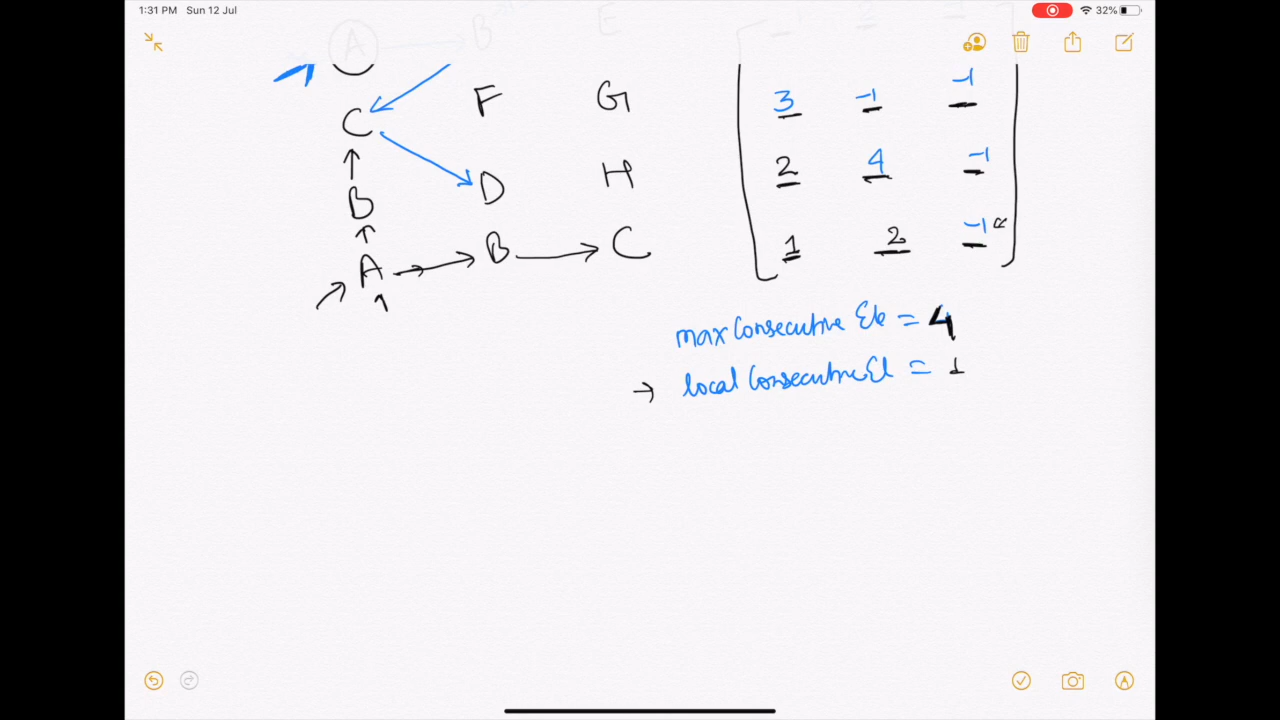 1:31 PM Sun 12 Jul 32%
A B E
C F G 3 -1 -1
B D H 2 4 -1
A B C 1 2 -1
max Consecutive Ele = 4
local Consecutive El = 1